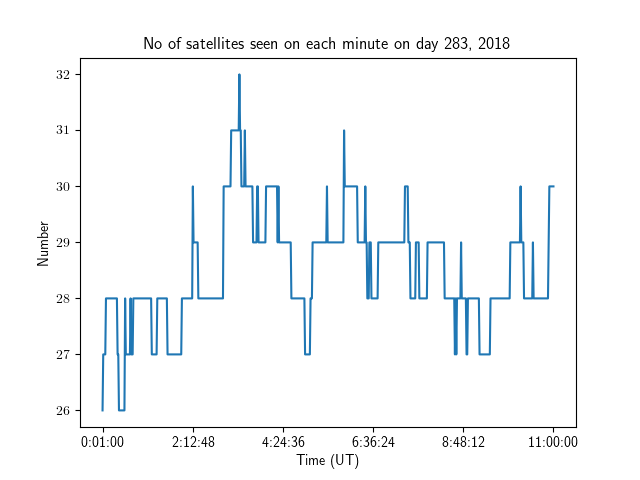 No of satellites seen on each minute on day 283, 2018
32
31
30
29
28
27
26
Number
0:01:00 2:12:48 4:24:36 6:36:24 8:48:12 11:00:00
Time (UT)